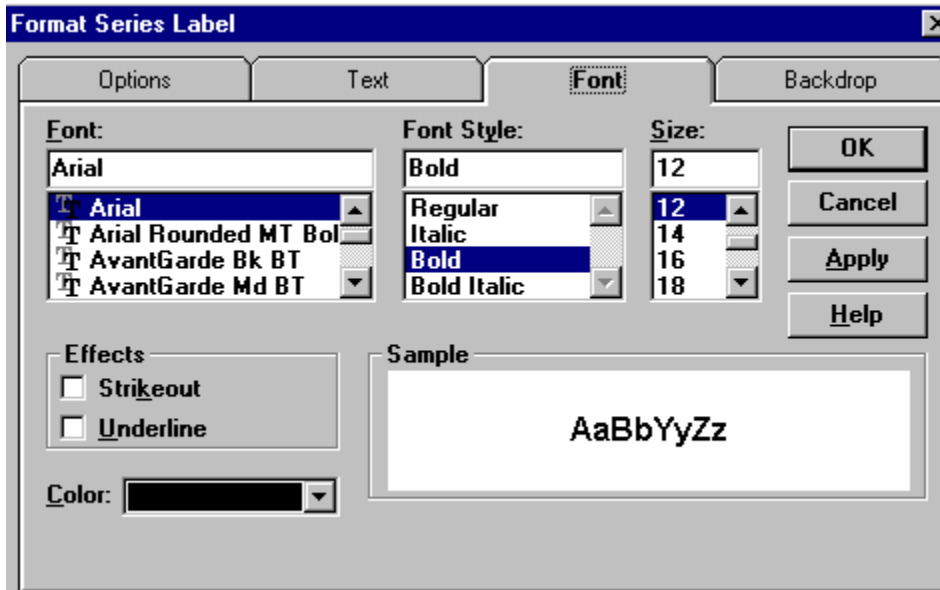 Format Series Label
Options Text Font Backdrop
Font: Font Style: Size:
Arial Bold 12
OK
Arial Regular 12
Arial Rounded MT Bol Italic 14
AvantGarde Bk BT Bold 16
AvantGarde Md BT Bold Italic 18
Cancel
Apply
Help
Effects
Strikeout
Underline
Sample
AaBbYyZz
Color: